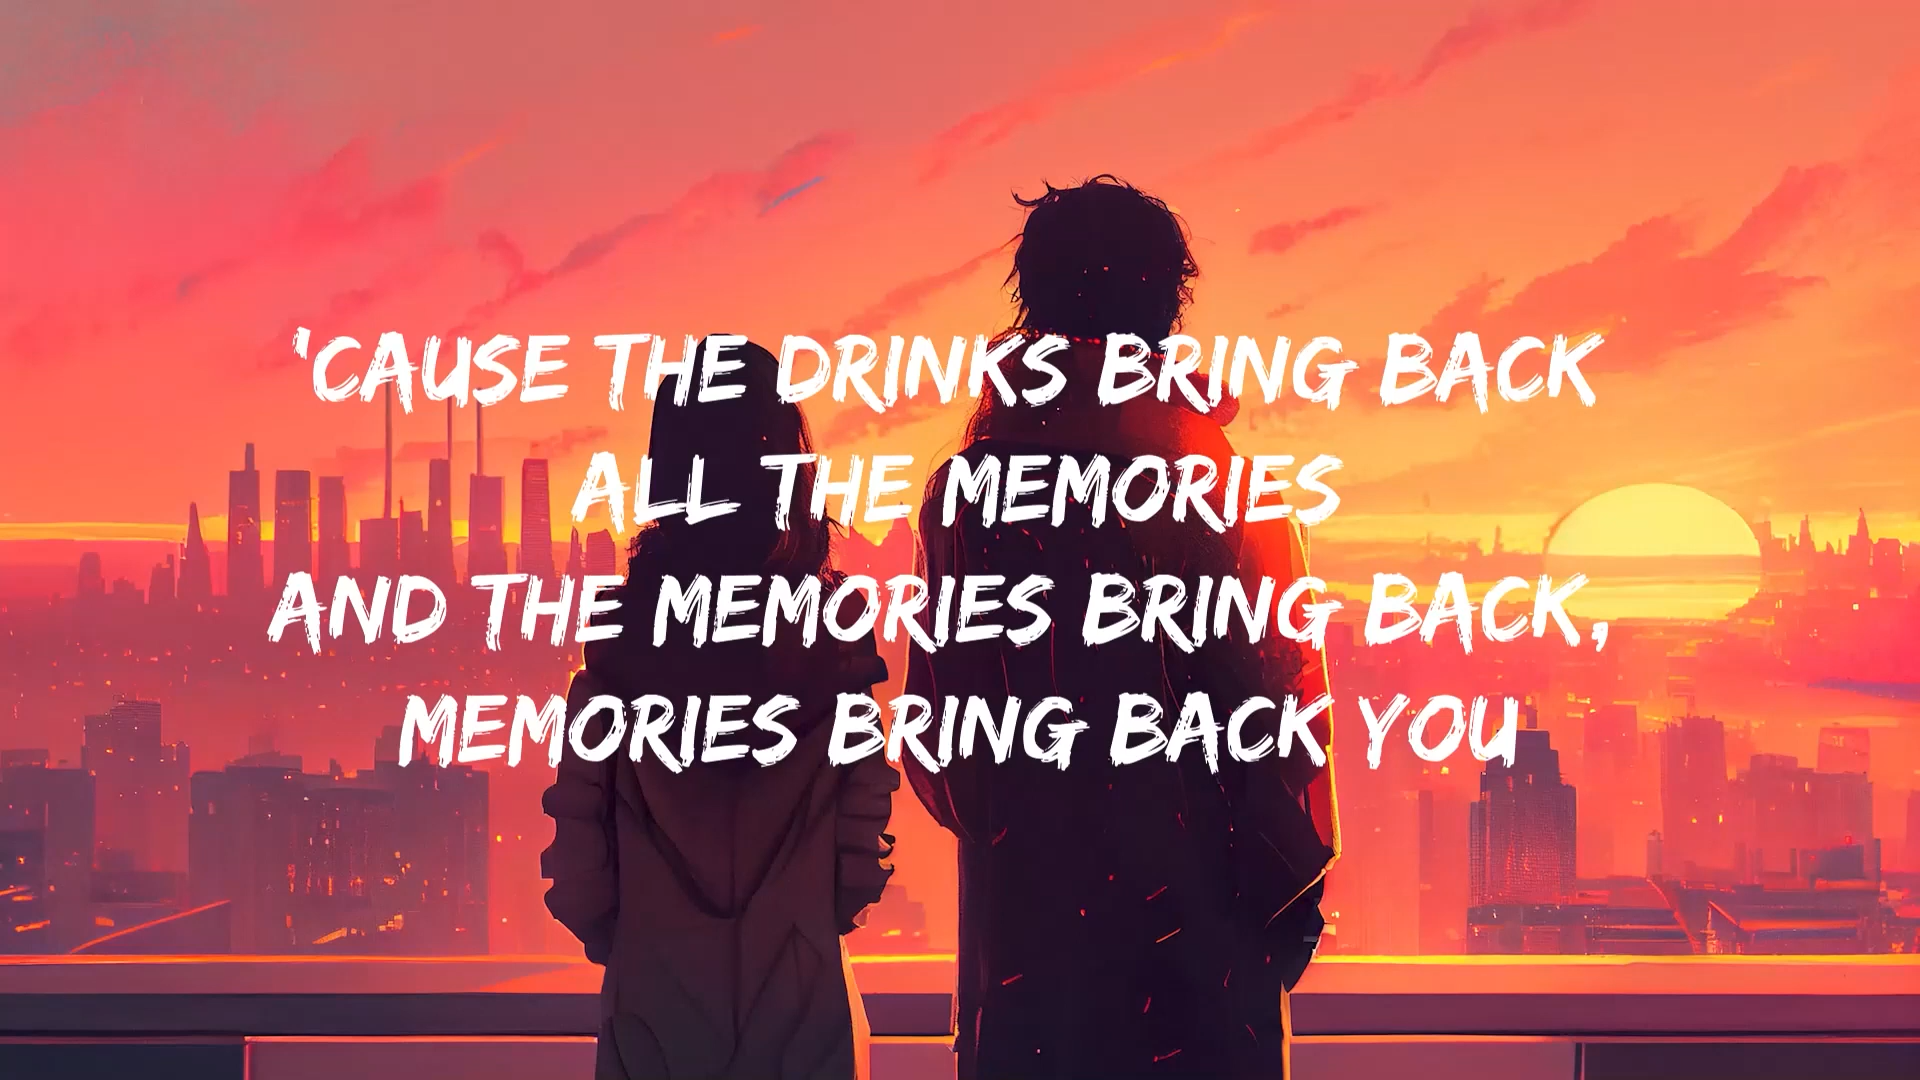 'CAUSE THE DRINKS BRING BACK
ALL THE MEMORIES
AND THE MEMORIES BRING BACK,
MEMORIES BRING BACK YOU